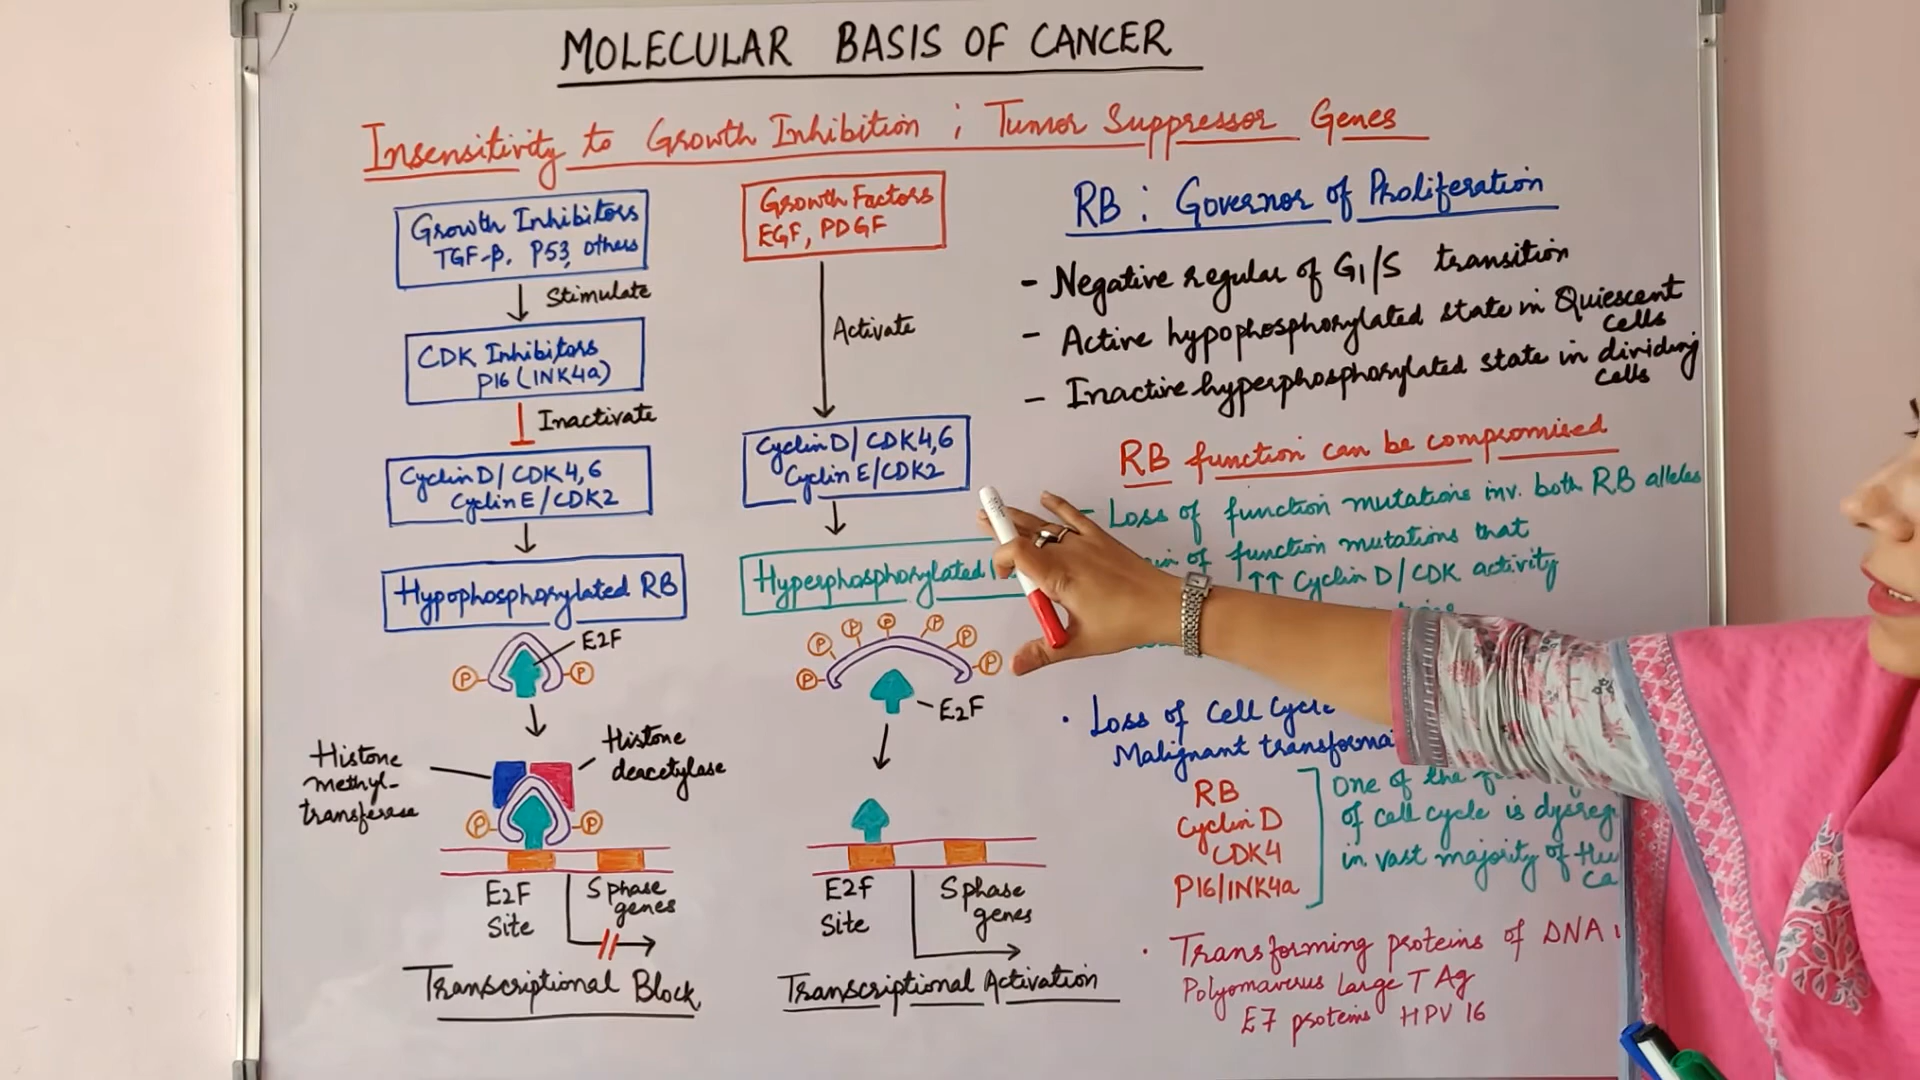 MOLECULAR BASIS OF CANCER
Insensitivity to Growth Inhibition ; Tumor Suppressor Genes
Growth Inhibitors
TGF-β, P53, others
Stimulate
CDK Inhibitors
P16 (INK4a)
Inactivate
Cyclin D/ CDK 4,6
Cyclin E/CDK2
Hypophosphorylated RB
E2F
P
P
Histone
methyl-
transferase
Histone
deacetylase
P
P
E2F
Site
S phase
genes
Transcriptional Block
Growth Factors
EGF, PDGF
Activate
Cyclin D/ CDK4,6
Cyclin E/CDK2
Hyperphosphorylated
P
P
P
P
P
P
P
E2F
E2F
Site
S phase
genes
Transcriptional Activation
RB : Governor of Proliferation
- Negative regular of G1/S transition
- Active hypophosphorylated state in Quiescent
cells
- Inactive hyperphosphorylated state in dividing
cells
RB function can be compromised
- Loss of function mutations inv. both RB alleles
of function mutations that
↑↑ Cyclin D/CDK activity
• Loss of Cell Cycle
Malignant transforma
RB
Cyclin D
CDK4
P16/INK4a
One of the
of cell cycle is dysreg
in vast majority of
Ca
• Transforming proteins of DNA
Polyomavirus Large T Ag
E7 proteins HPV 16